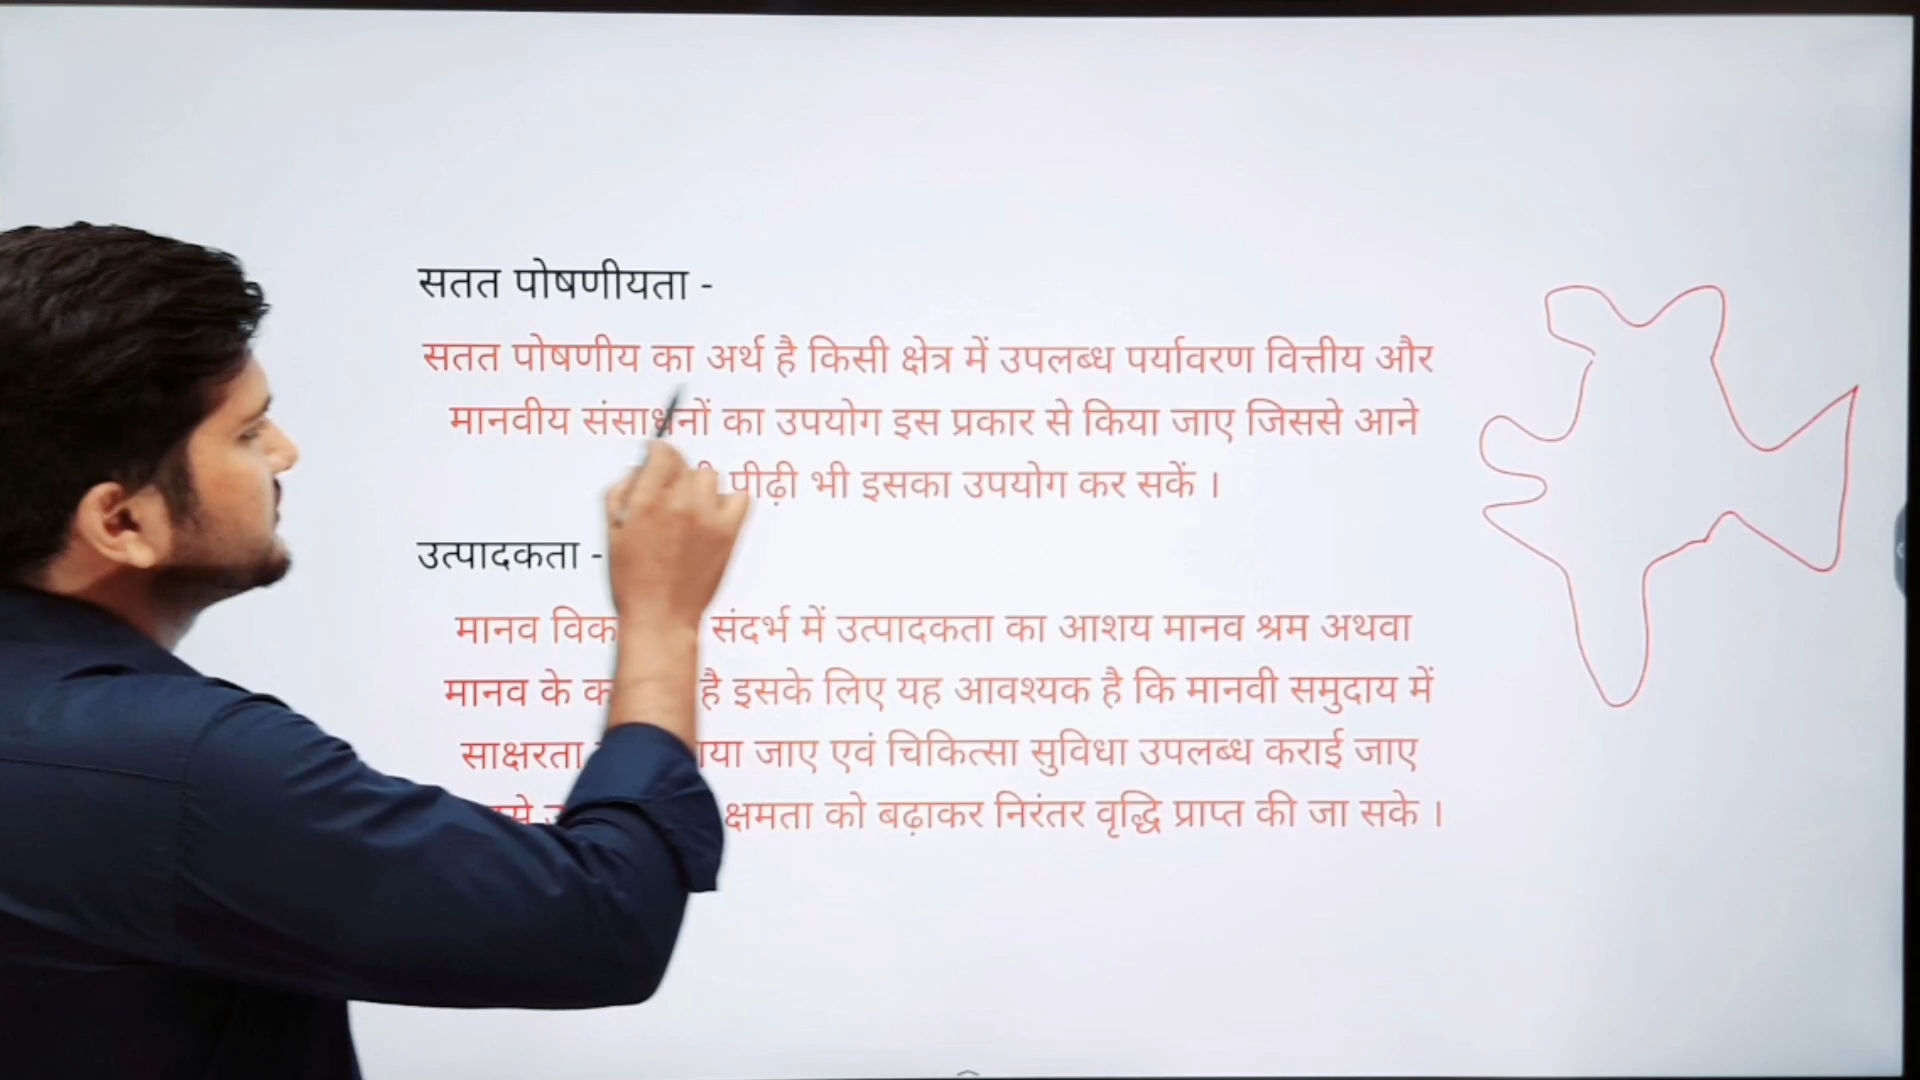 सतत पोषणीयता -
सतत पोषणीय का अर्थ है किसी क्षेत्र में उपलब्ध पर्यावरण वित्तीय और
मानवीय संसाधनों का उपयोग इस प्रकार से किया जाए जिससे आने
पीढ़ी भी इसका उपयोग कर सकें ।
उत्पादकता -
मानव संदर्भ में उत्पादकता का आशय मानव श्रम अथवा
मानव के है इसके लिए यह आवश्यक है कि मानवी समुदाय में
साक्षरता जाए एवं चिकित्सा सुविधा उपलब्ध कराई जाए
क्षमता को बढ़ाकर निरंतर वृद्धि प्राप्त की जा सके ।